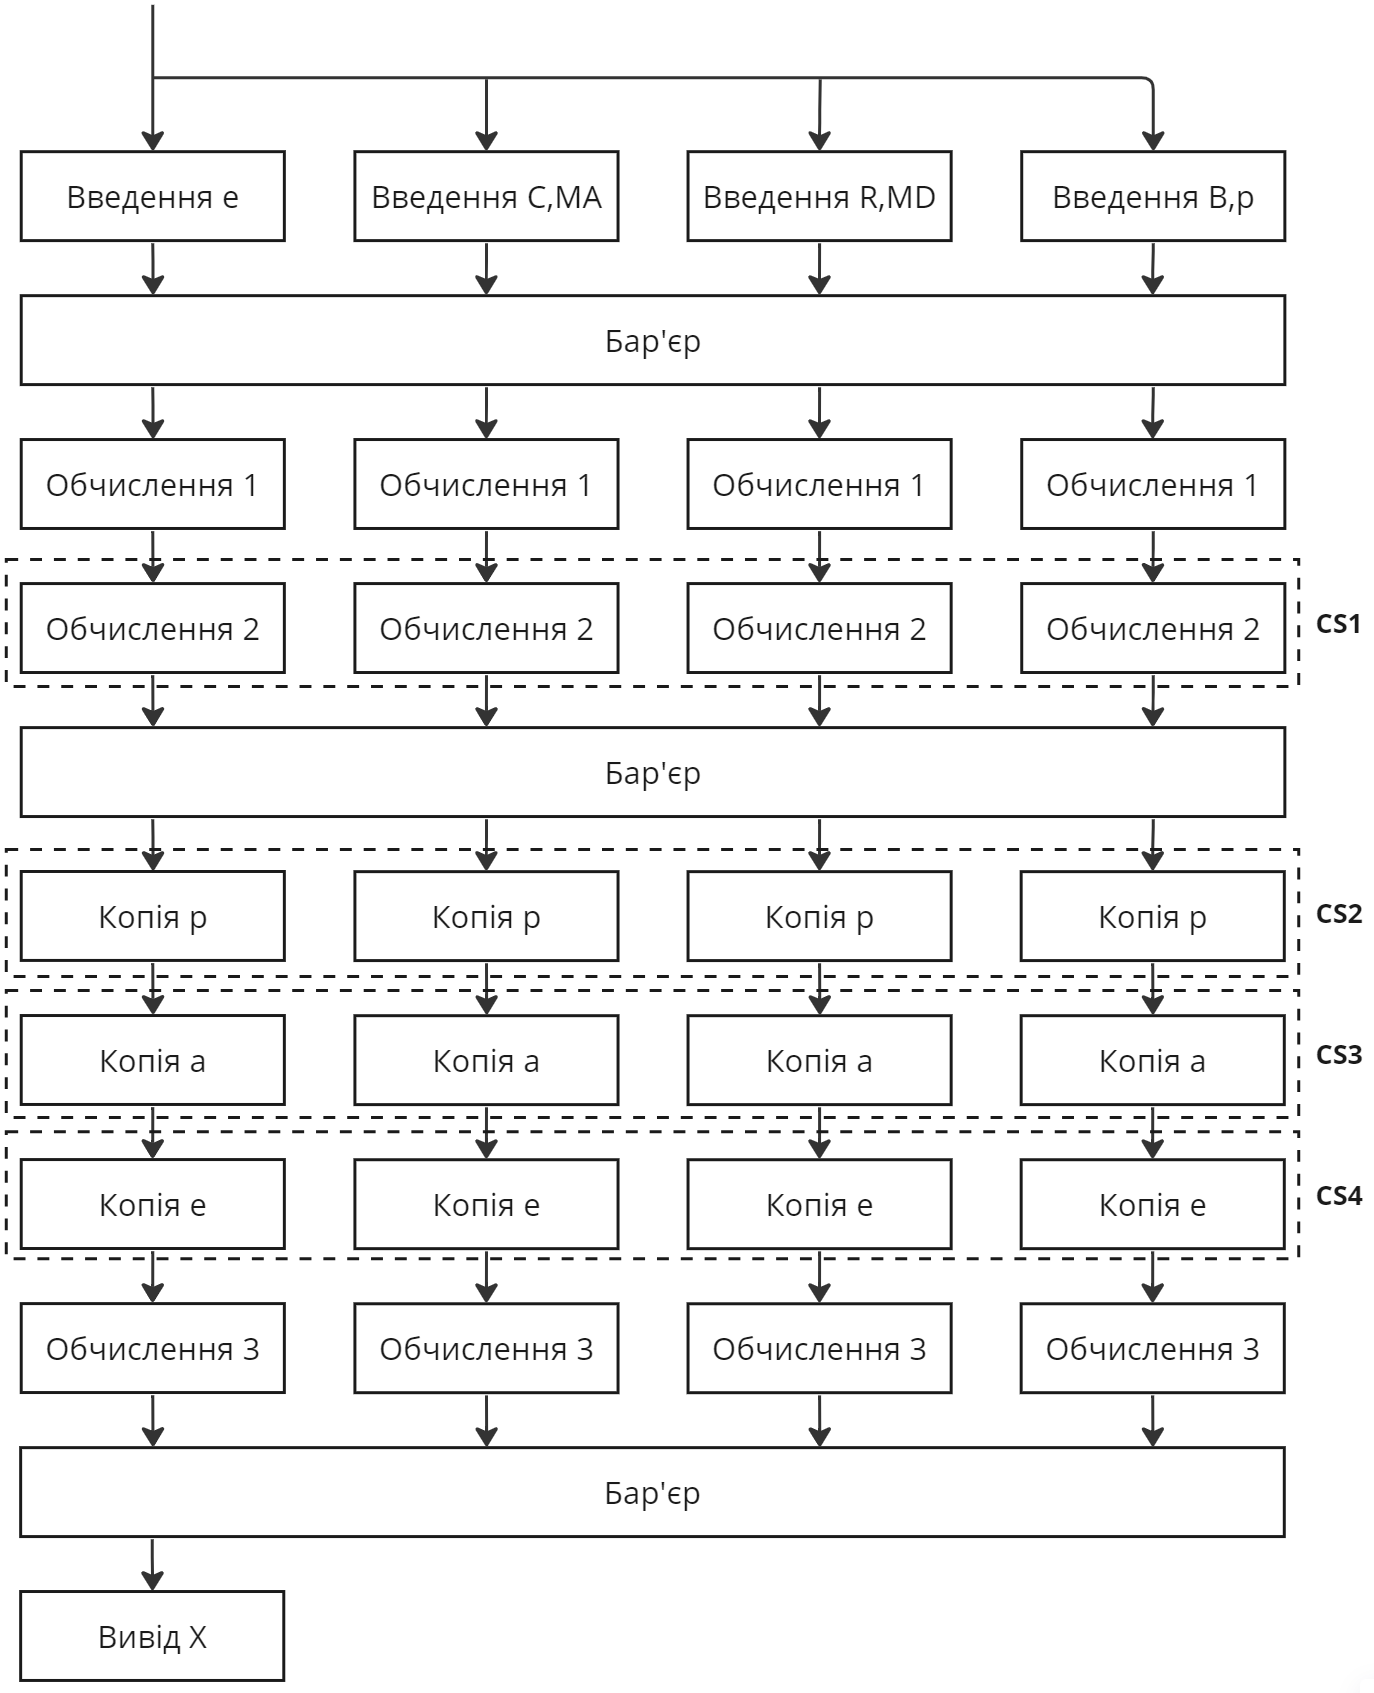 Введення e
Введення C,MA
Введення R,MD
Введення B,p
Бар'єр
Обчислення 1
Обчислення 1
Обчислення 1
Обчислення 1
Обчислення 2
Обчислення 2
Обчислення 2
Обчислення 2
CS1
Бар'єр
Копія p
Копія p
Копія p
Копія p
CS2
Копія a
Копія a
Копія a
Копія a
CS3
Копія e
Копія e
Копія e
Копія e
CS4
Обчислення 3
Обчислення 3
Обчислення 3
Обчислення 3
Бар'єр
Вивід X